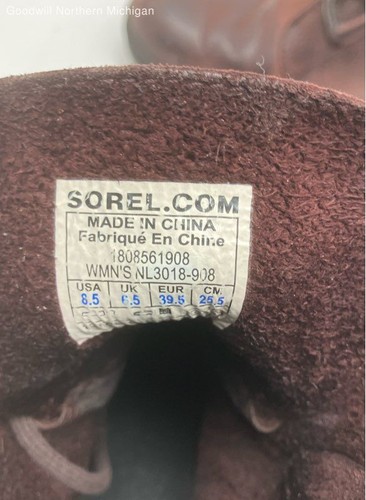 Goodwill Northern Michigan
SOREL.COM
MADE IN CHINA
Fabriqué En Chine
1808561908
WMN'S NL3018-908
USA UK EUR CM
8.5 6.5 39.5 25.5